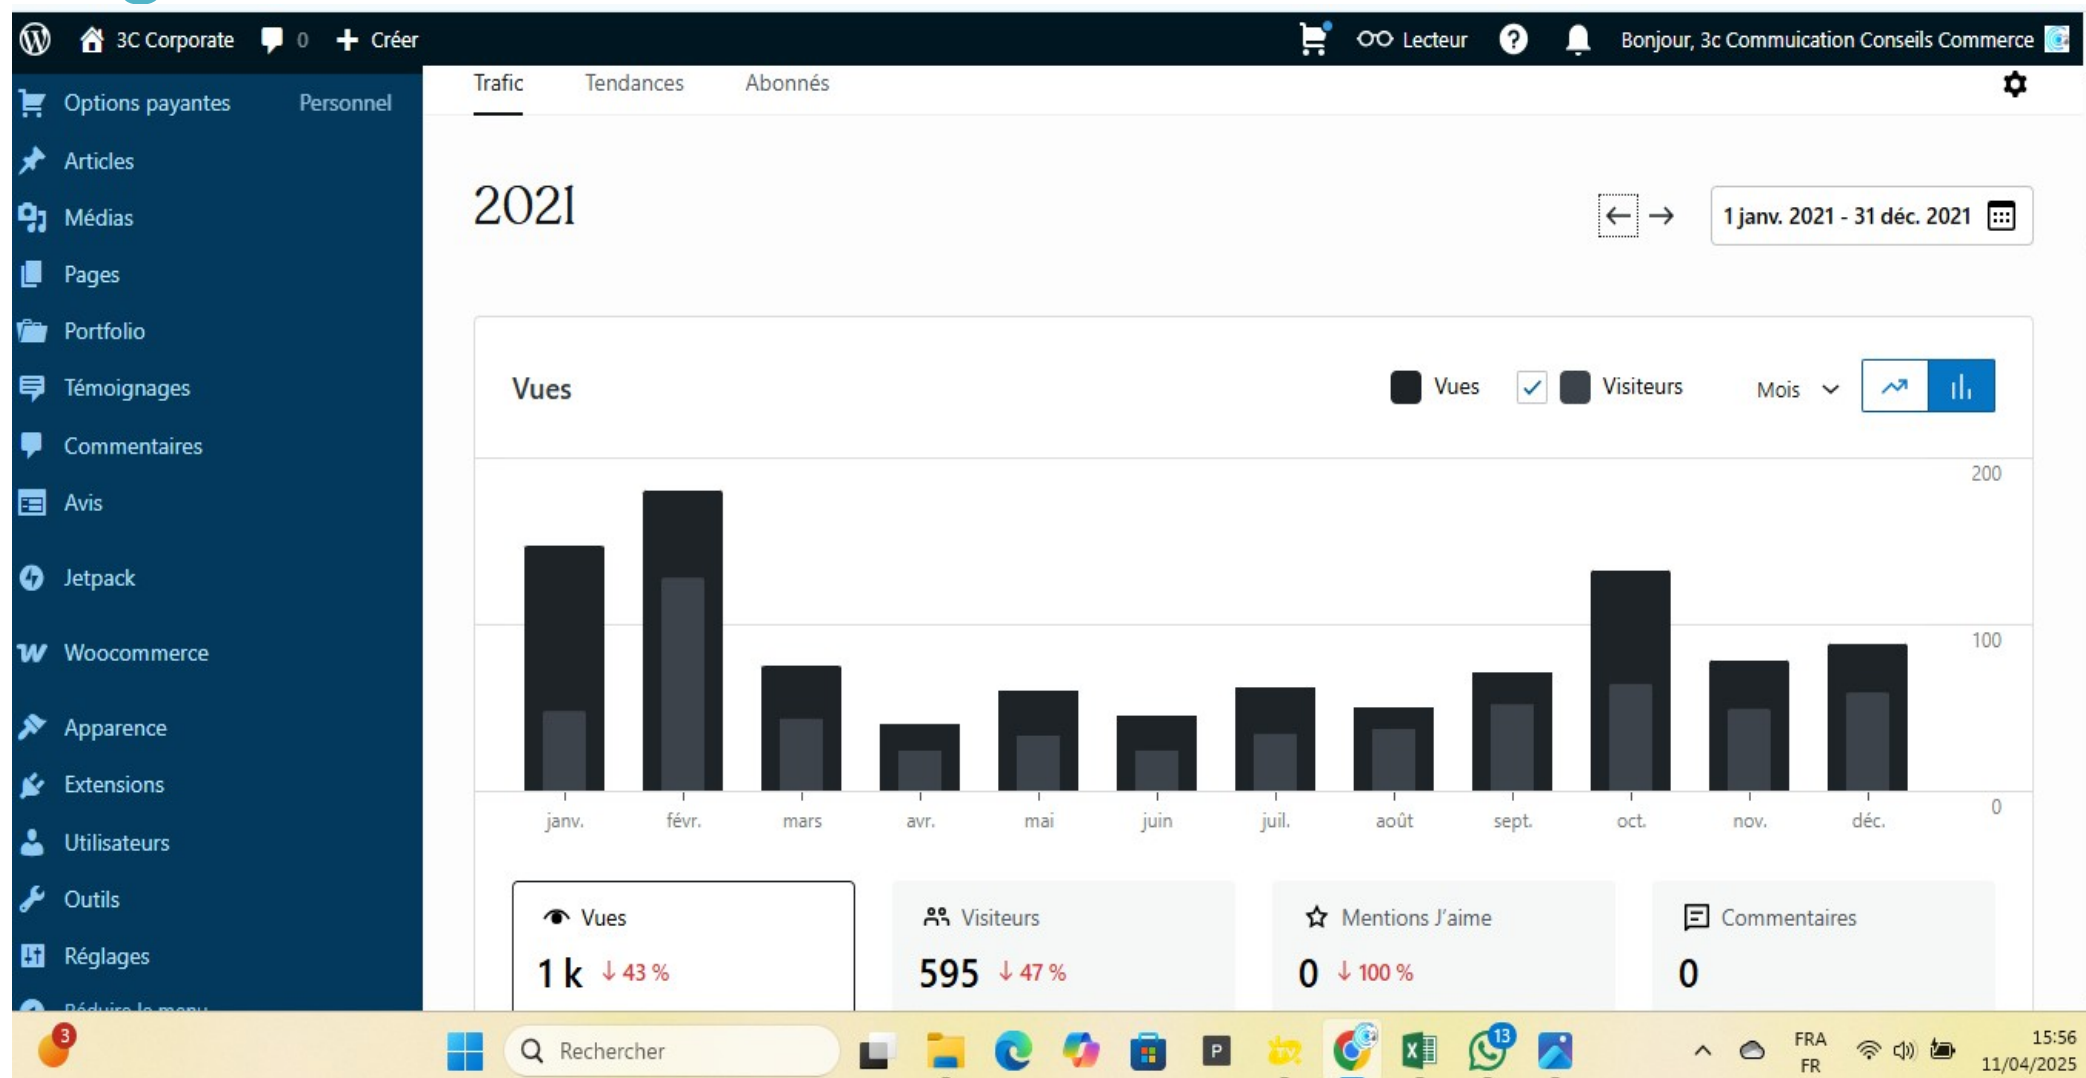 3C Corporate 0 + Créer Lecteur ? Bonjour, 3c Commuication Conseils Commerce
Options payantes Personnel
Articles
Médias
Pages
Portfolio
Témoignages
Commentaires
Avis
Jetpack
Woocommerce
Apparence
Extensions
Utilisateurs
Outils
Réglages
Réduire le menu
Trafic Tendances Abonnés
2021
← → 1 janv. 2021 - 31 déc. 2021
Vues
Vues Visiteurs Mois
200
100
0
janv. févr. mars avr. mai juin juil. août sept. oct. nov. déc.
Vues Visiteurs Mentions J'aime Commentaires
1 k ↓ 43 % 595 ↓ 47 % 0 ↓ 100 % 0
3 Rechercher P tv 13 FRA 15:56
FR 11/04/2025